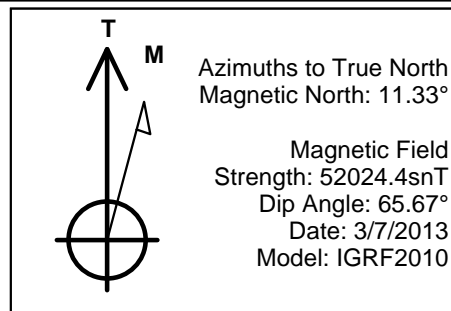 T
M
Azimuths to True North
Magnetic North: 11.33°
Magnetic Field
Strength: 52024.4snT
Dip Angle: 65.67°
Date: 3/7/2013
Model: IGRF2010